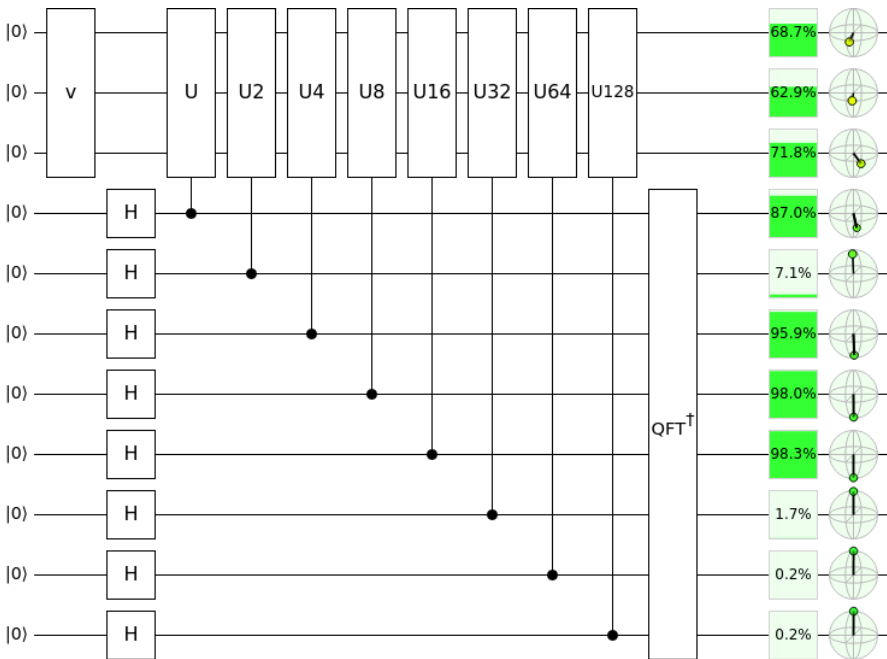 |0⟩ 68.7%
|0⟩ v U U2 U4 U8 U16 U32 U64 U128 62.9%
|0⟩ 71.8%
|0⟩ H 87.0%
|0⟩ H 7.1%
|0⟩ H 95.9%
|0⟩ H 98.0%
QFT†
|0⟩ 98.3%
|0⟩ H 1.7%
|0⟩ H 0.2%
|0⟩ H 0.2%